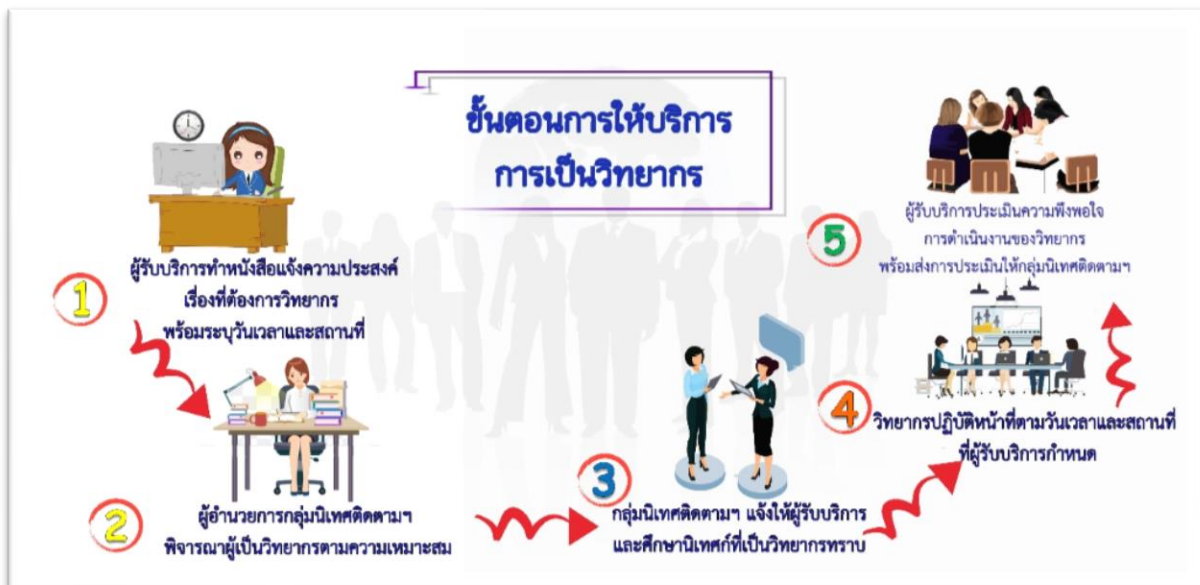 ขั้นตอนการให้บริการ
การเป็นวิทยากร
1
ผู้รับบริการทำหนังสือแจ้งความประสงค์
เรื่องที่ต้องการวิทยากร
พร้อมระบุวันเวลาและสถานที่
2
ผู้อำนวยการกลุ่มนิเทศติดตามฯ
พิจารณาผู้เป็นวิทยากรตามความเหมาะสม
3
กลุ่มนิเทศติดตามฯ แจ้งให้ผู้รับบริการ
และศึกษานิเทศก์ที่เป็นวิทยากรทราบ
4
วิทยากรปฏิบัติหน้าที่ตามวันเวลาและสถานที่
ที่ผู้รับบริการกำหนด
5
ผู้รับบริการประเมินความพึงพอใจ
การดำเนินงานของวิทยากร
พร้อมส่งการประเมินให้กลุ่มนิเทศติดตามฯ